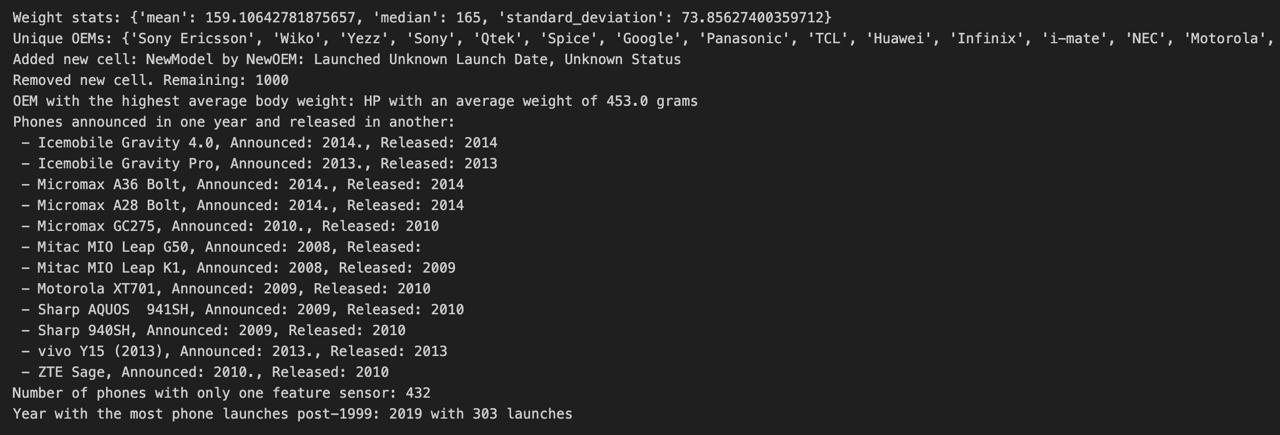 Weight stats: {'mean': 159.10642781875657, 'median': 165, 'standard_deviation': 73.85627400359712}
Unique OEMs: {'Sony Ericsson', 'Wiko', 'Yezz', 'Sony', 'Qtek', 'Spice', 'Google', 'Panasonic', 'TCL', 'Huawei', 'Infinix', 'i-mate', 'NEC', 'Motorola',
Added new cell: NewModel by NewOEM: Launched Unknown Launch Date, Unknown Status
Removed new cell. Remaining: 1000
OEM with the highest average body weight: HP with an average weight of 453.0 grams
Phones announced in one year and released in another:
- Icemobile Gravity 4.0, Announced: 2014., Released: 2014
- Icemobile Gravity Pro, Announced: 2013., Released: 2013
- Micromax A36 Bolt, Announced: 2014., Released: 2014
- Micromax A28 Bolt, Announced: 2014., Released: 2014
- Micromax GC275, Announced: 2010., Released: 2010
- Mitac MIO Leap G50, Announced: 2008, Released:
- Mitac MIO Leap K1, Announced: 2008, Released: 2009
- Motorola XT701, Announced: 2009, Released: 2010
- Sharp AQUOS  941SH, Announced: 2009, Released: 2010
- Sharp 940SH, Announced: 2009, Released: 2010
- vivo Y15 (2013), Announced: 2013., Released: 2013
- ZTE Sage, Announced: 2010., Released: 2010
Number of phones with only one feature sensor: 432
Year with the most phone launches post-1999: 2019 with 303 launches